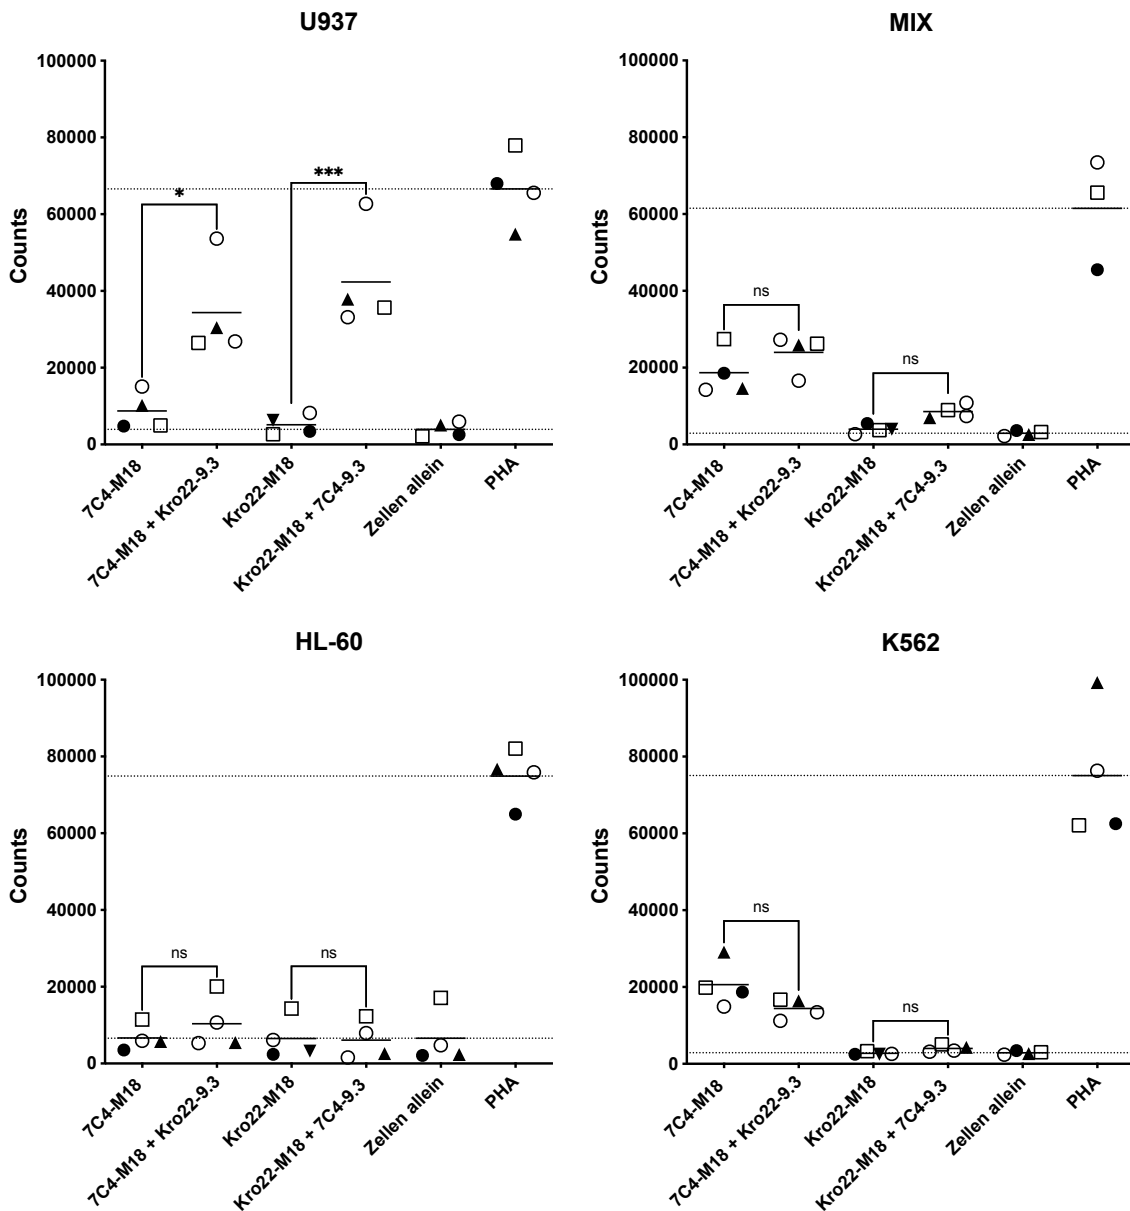 U937
100000
80000
60000
40000
20000
0
Counts
*
***
7C4-M18
7C4-M18 + Kro22-9.3
Kro22-M18
Kro22-M18 + 7C4-9.3
Zellen allein
PHA
MIX
100000
80000
60000
40000
20000
0
Counts
ns
ns
7C4-M18
7C4-M18 + Kro22-9.3
Kro22-M18
Kro22-M18 + 7C4-9.3
Zellen allein
PHA
HL-60
100000
80000
60000
40000
20000
0
Counts
ns
ns
7C4-M18
7C4-M18 + Kro22-9.3
Kro22-M18
Kro22-M18 + 7C4-9.3
Zellen allein
PHA
K562
100000
80000
60000
40000
20000
0
Counts
ns
ns
7C4-M18
7C4-M18 + Kro22-9.3
Kro22-M18
Kro22-M18 + 7C4-9.3
Zellen allein
PHA